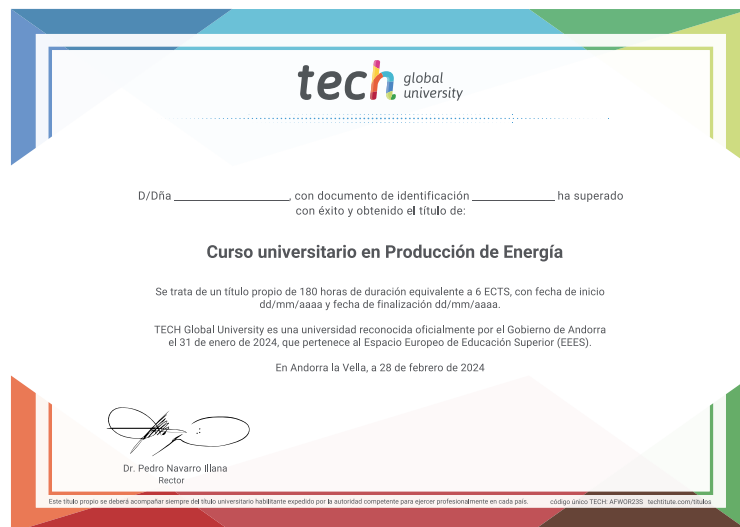 tech global
university
D/Dña ____________________, con documento de identificación ______________ ha superado
con éxito y obtenido el título de:
Curso universitario en Producción de Energía
Se trata de un título propio de 180 horas de duración equivalente a 6 ECTS, con fecha de inicio
dd/mm/aaaa y fecha de finalización dd/mm/aaaa.
TECH Global University es una universidad reconocida oficialmente por el Gobierno de Andorra
el 31 de enero de 2024, que pertenece al Espacio Europeo de Educación Superior (EEES).
En Andorra la Vella, a 28 de febrero de 2024
Dr. Pedro Navarro Illana
Rector
Este título propio se deberá acompañar siempre del título universitario habilitante expedido por la autoridad competente para ejercer profesionalmente en cada país. código único TECH: AFWOR23S techtitute.com/titulos